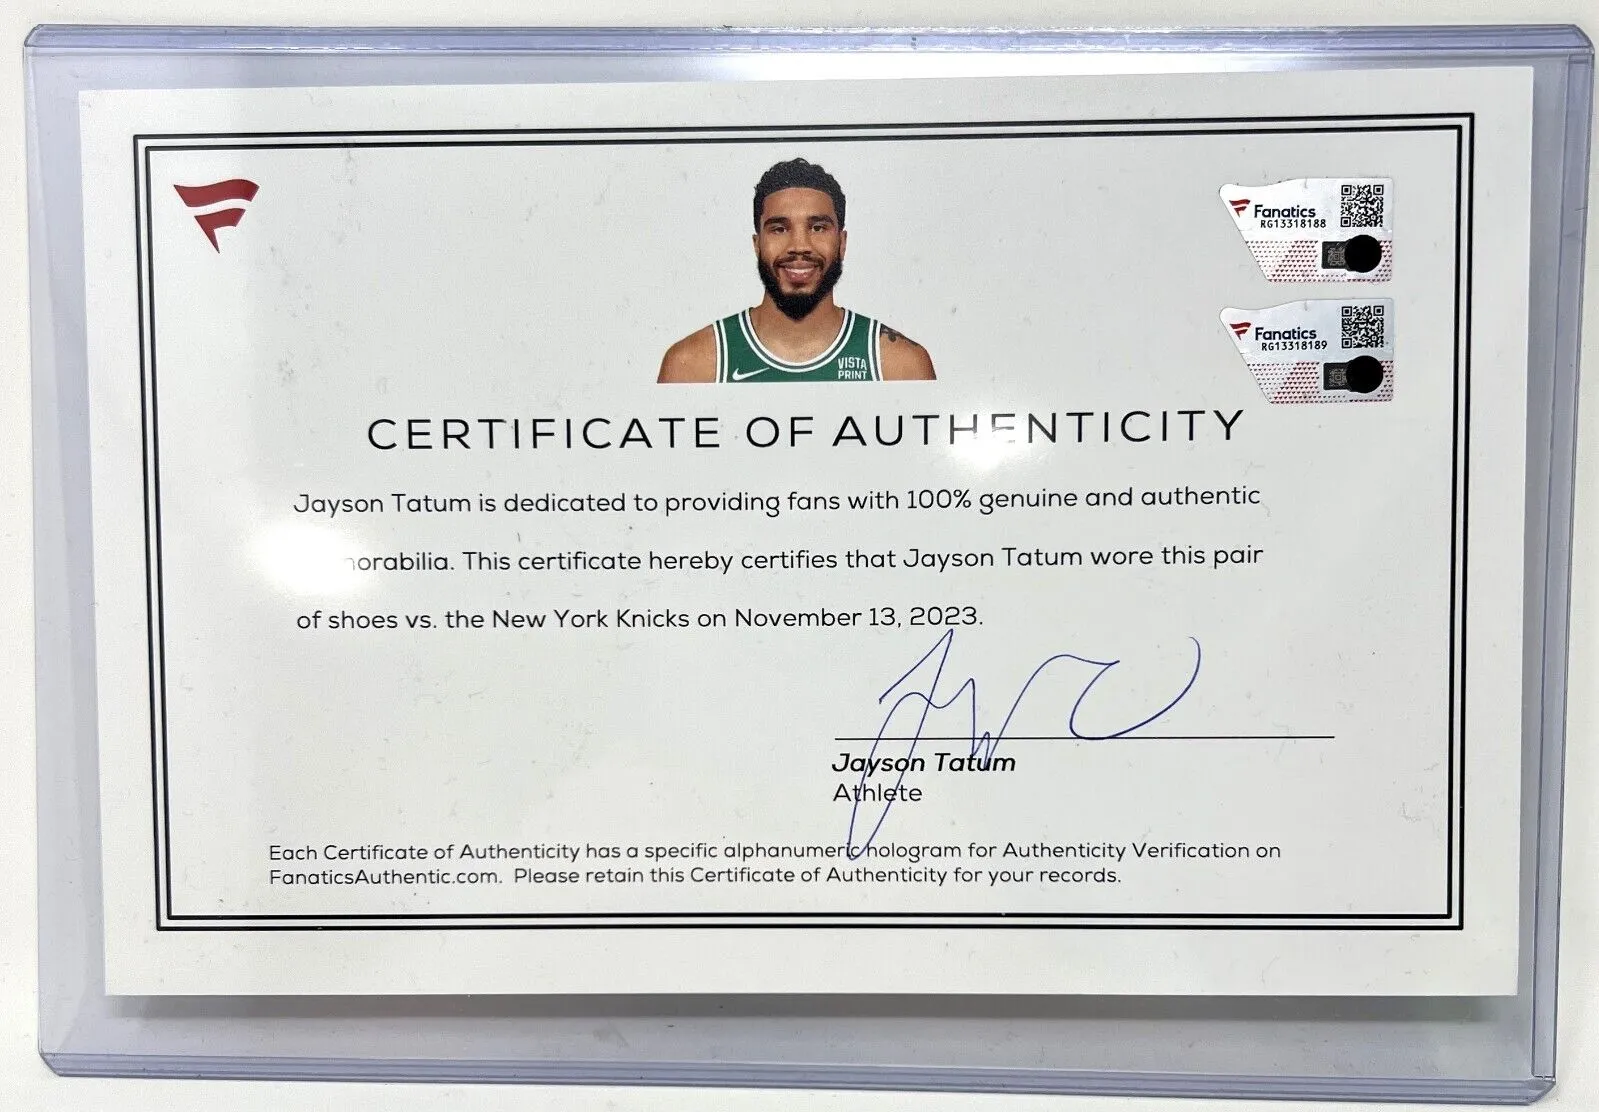 Fanatics
RG13318188
Fanatics
RG13318189
VISTA
PRINT
CERTIFICATE OF AUTHENTICITY
Jayson Tatum is dedicated to providing fans with 100% genuine and authentic
orabilia. This certificate hereby certifies that Jayson Tatum wore this pair
of shoes vs. the New York Knicks on November 13, 2023.
Jayson Tatum
Athlete
Each Certificate of Authenticity has a specific alphanumeric hologram for Authenticity Verification on
FanaticsAuthentic.com. Please retain this Certificate of Authenticity for your records.